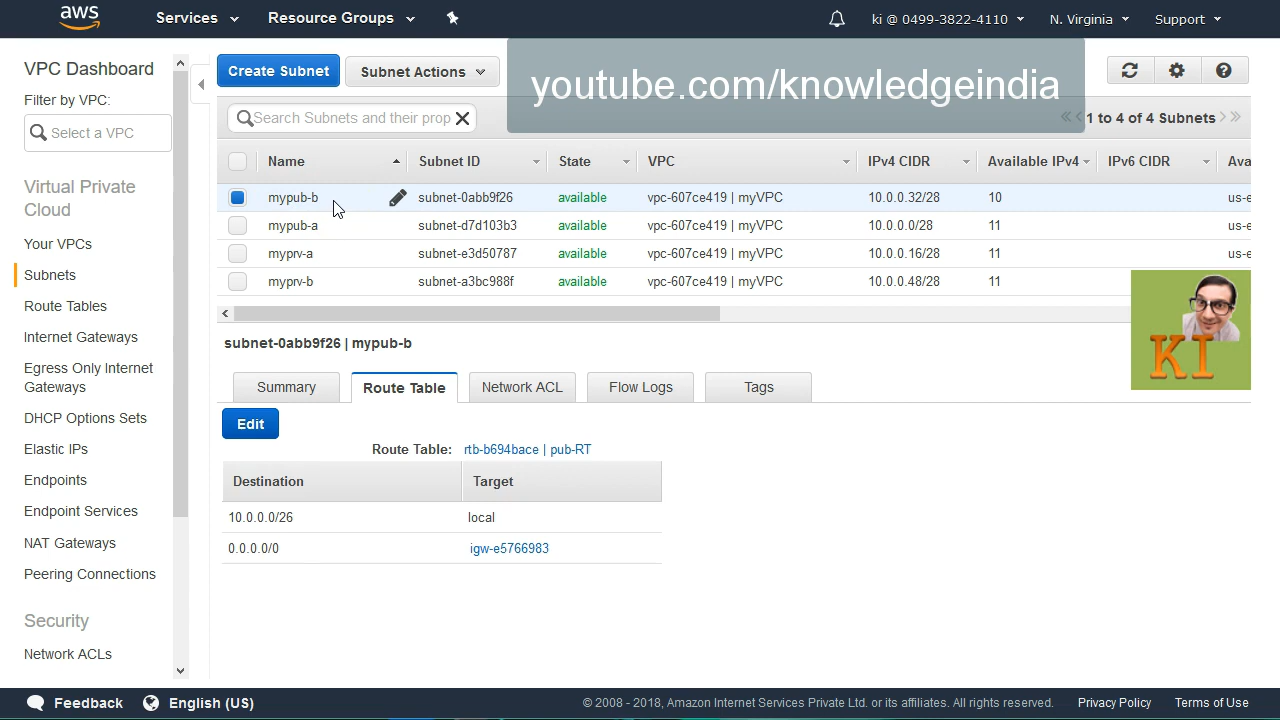 aws
Services
Resource Groups
ki @ 0499-3822-4110
N. Virginia
Support
VPC Dashboard
Filter by VPC:
Select a VPC
Virtual Private
Cloud
Your VPCs
Subnets
Route Tables
Internet Gateways
Egress Only Internet
Gateways
DHCP Options Sets
Elastic IPs
Endpoints
Endpoint Services
NAT Gateways
Peering Connections
Security
Network ACLs
Create Subnet
Subnet Actions
youtube.com/knowledgeindia
Search Subnets and their prop
1 to 4 of 4 Subnets
Name Subnet ID State VPC IPv4 CIDR Available IPv4 IPv6 CIDR Ava
mypub-b subnet-0abb9f26 available vpc-607ce419 | myVPC 10.0.0.32/28 10 us-e
mypub-a subnet-d7d103b3 available vpc-607ce419 | myVPC 10.0.0.0/28 11 us-e
myprv-a subnet-e3d50787 available vpc-607ce419 | myVPC 10.0.0.16/28 11 us-e
myprv-b subnet-a3bc988f available vpc-607ce419 | myVPC 10.0.0.48/28 11
KI
subnet-0abb9f26 | mypub-b
Summary
Route Table
Network ACL
Flow Logs
Tags
Edit
Route Table: rtb-b694bace | pub-RT
Destination Target
10.0.0.0/26 local
0.0.0.0/0 igw-e5766983
Feedback
English (US)
© 2008 - 2018, Amazon Internet Services Private Ltd. or its affiliates. All rights reserved.
Privacy Policy
Terms of Use